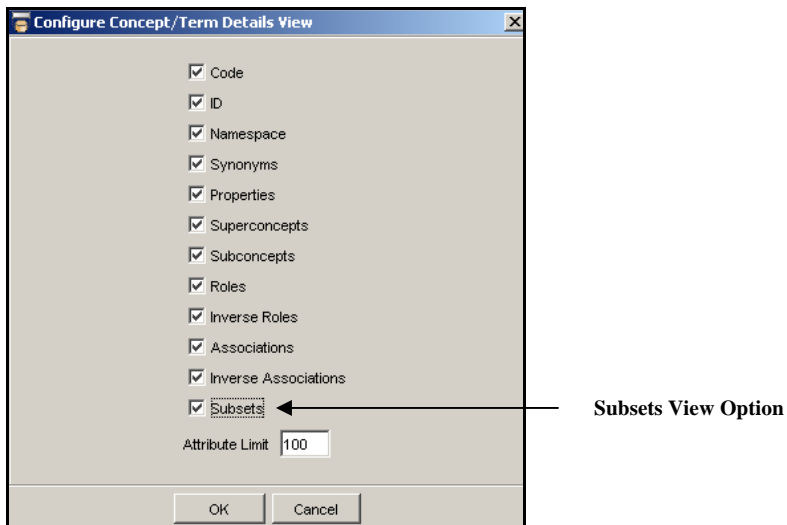 Configure Concept/Term Details View
Code
ID
Namespace
Synonyms
Properties
Superconcepts
Subconcepts
Roles
Inverse Roles
Associations
Inverse Associations
Subsets
Subsets View Option
Attribute Limit 100
OK Cancel